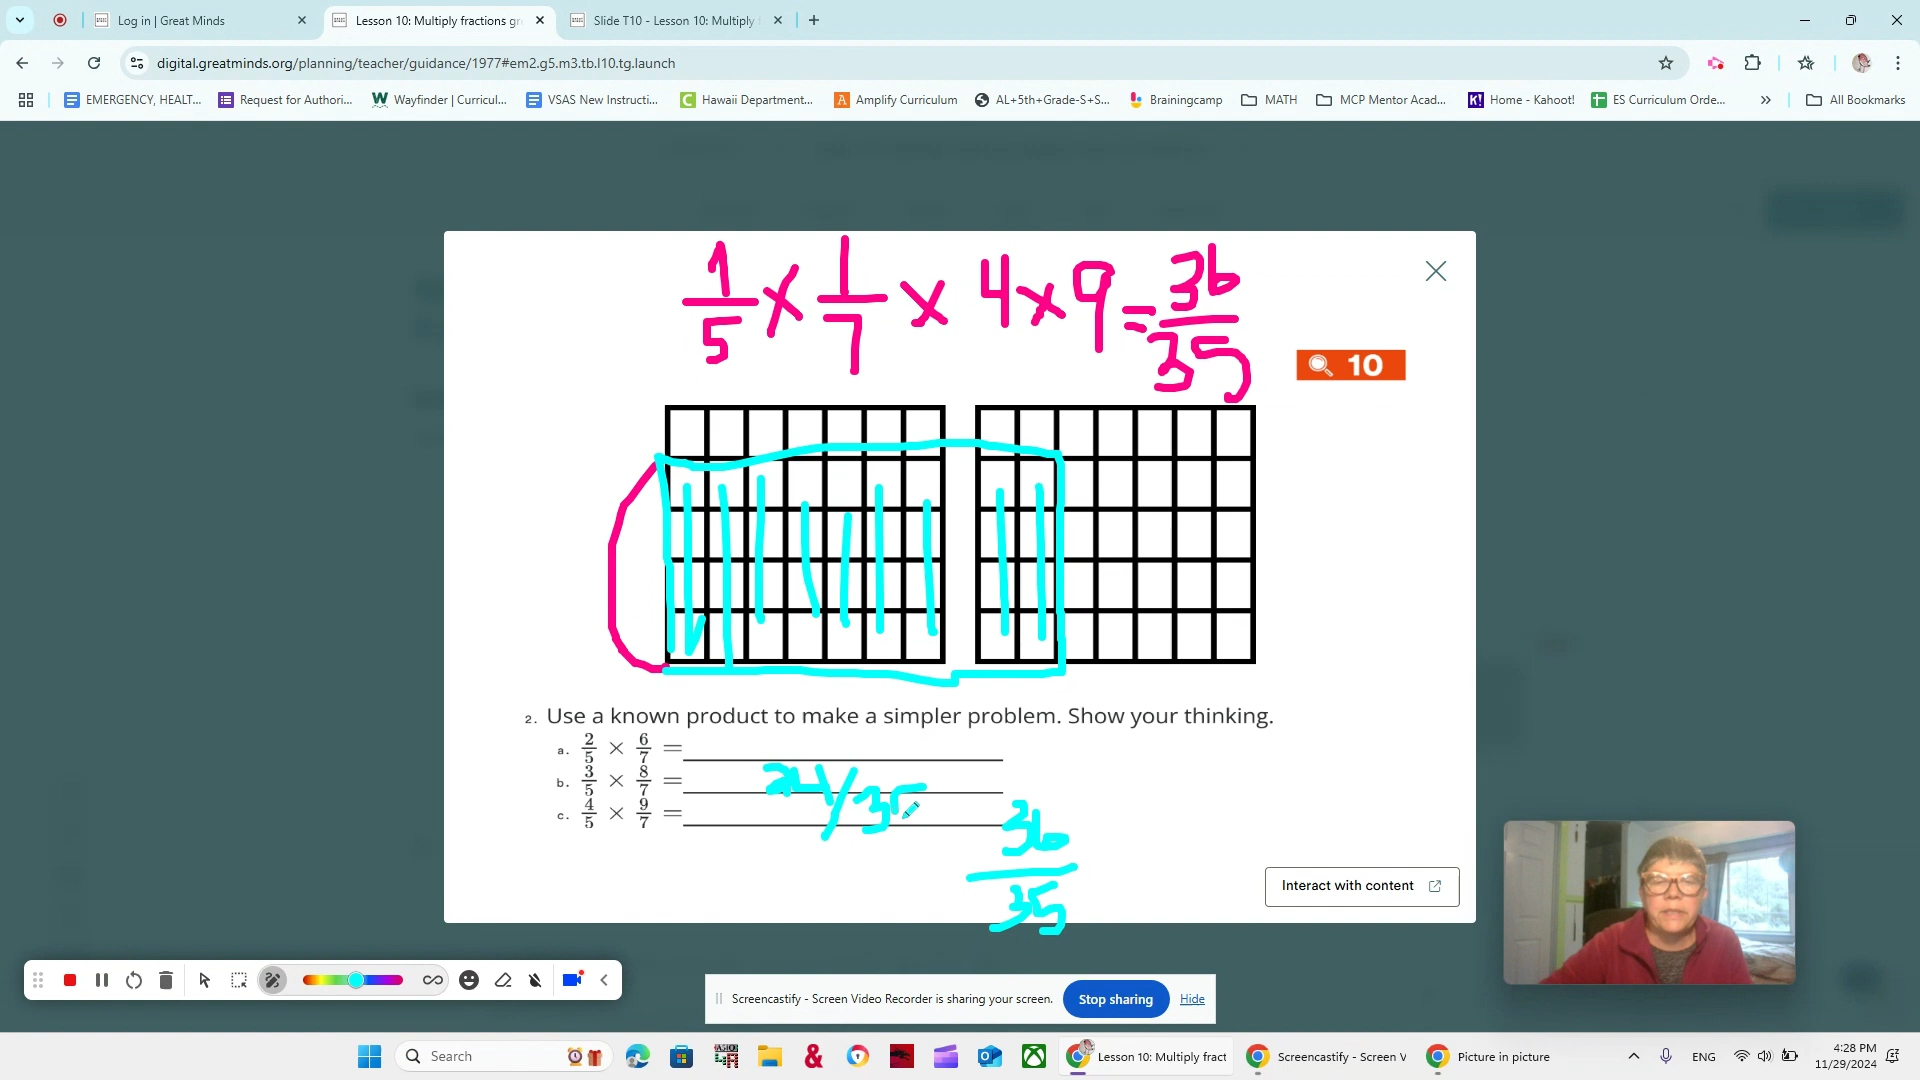 Log in | Great Minds
Lesson 10: Multiply fractions gr
Slide T10 - Lesson 10: Multiply f
digital.greatminds.org/planning/teacher/guidance/1977#em2.g5.m3.tb.l10.tg.launch
EMERGENCY, HEALT...
Request for Authori...
Wayfinder | Curricul...
VSAS New Instructi...
Hawaii Department...
Amplify Curriculum
AL+5th+Grade-S+S...
Brainingcamp
MATH
MCP Mentor Acad...
Home - Kahoot!
ES Curriculum Orde...
All Bookmarks
1/5 × 1/7 × 4 × 9 = 36/35
10
2. Use a known product to make a simpler problem. Show your thinking.
a. 2/5 × 6/7 =
b. 3/5 × 8/7 =
24/35
c. 4/5 × 9/7 =
36/35
Interact with content
Screencastify - Screen Video Recorder is sharing your screen.
Stop sharing
Hide
Search
Lesson 10: Multiply fract
Screencastify - Screen V
Picture in picture
ENG
4:28 PM
11/29/2024